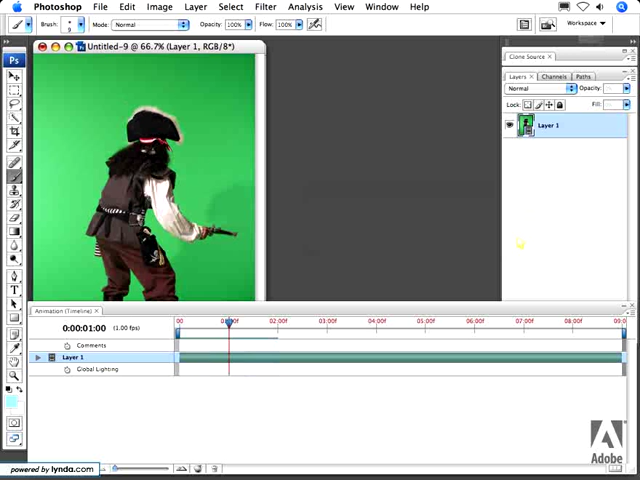 Photoshop File Edit Image Layer Select Filter Analysis View Window Help
Brush: Mode: Normal Opacity: 100% Flow: 100% Workspace
Untitled-9 @ 66.7% (Layer 1, RGB/8*)
Clone Source ×
Ps
Layers × Channels Paths
Normal Opacity:
Lock: Fill:
Layer 1
Animation (Timeline) ×
0:00:01:00 (1.00 fps) 00 02:00f 03:00f 04:00f 05:00f 06:00f 07:00f 08:00f
Comments
Layer 1
Global Lighting
powered by lynda.com
Adobe